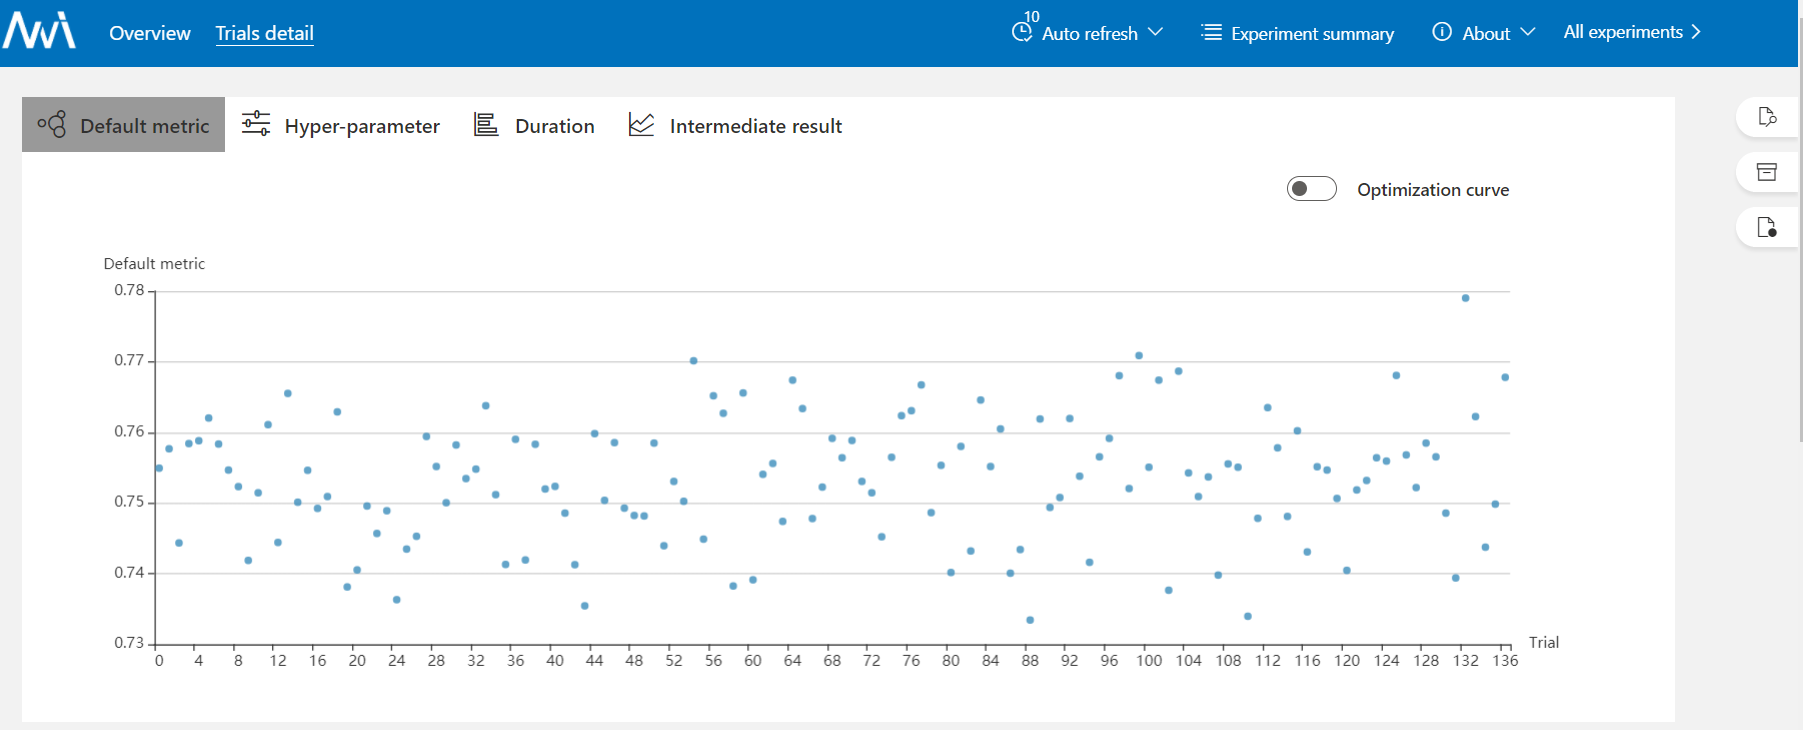 NNI Overview Trials detail 10 Auto refresh Experiment summary About All experiments
Default metric Hyper-parameter Duration Intermediate result
Optimization curve
Default metric
0.78
0.77
0.76
0.75
0.74
0.73
Trial
0 4 8 12 16 20 24 28 32 36 40 44 48 52 56 60 64 68 72 76 80 84 88 92 96 100 104 108 112 116 120 124 128 132 136